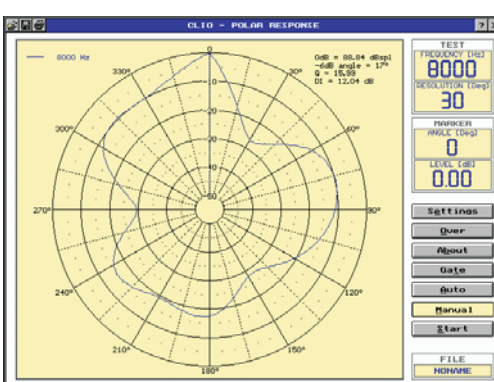 CLIO - POLAR RESPONSE
?
8000 Hz
0dB = 88.84 dBspl
-6dB angle = 17°
Q = 15.99
DI = 12.04 dB
0
330°
30°
300°
60°
270°
90°
240°
120°
210°
150°
180°
TEST
FREQUENCY [Hz]
8000
RESOLUTION [Deg]
30
MARKER
ANGLE [Deg]
0
LEVEL [dB]
0.00
Settings
Over
About
Gate
Auto
Manual
Start
FILE
NONAME